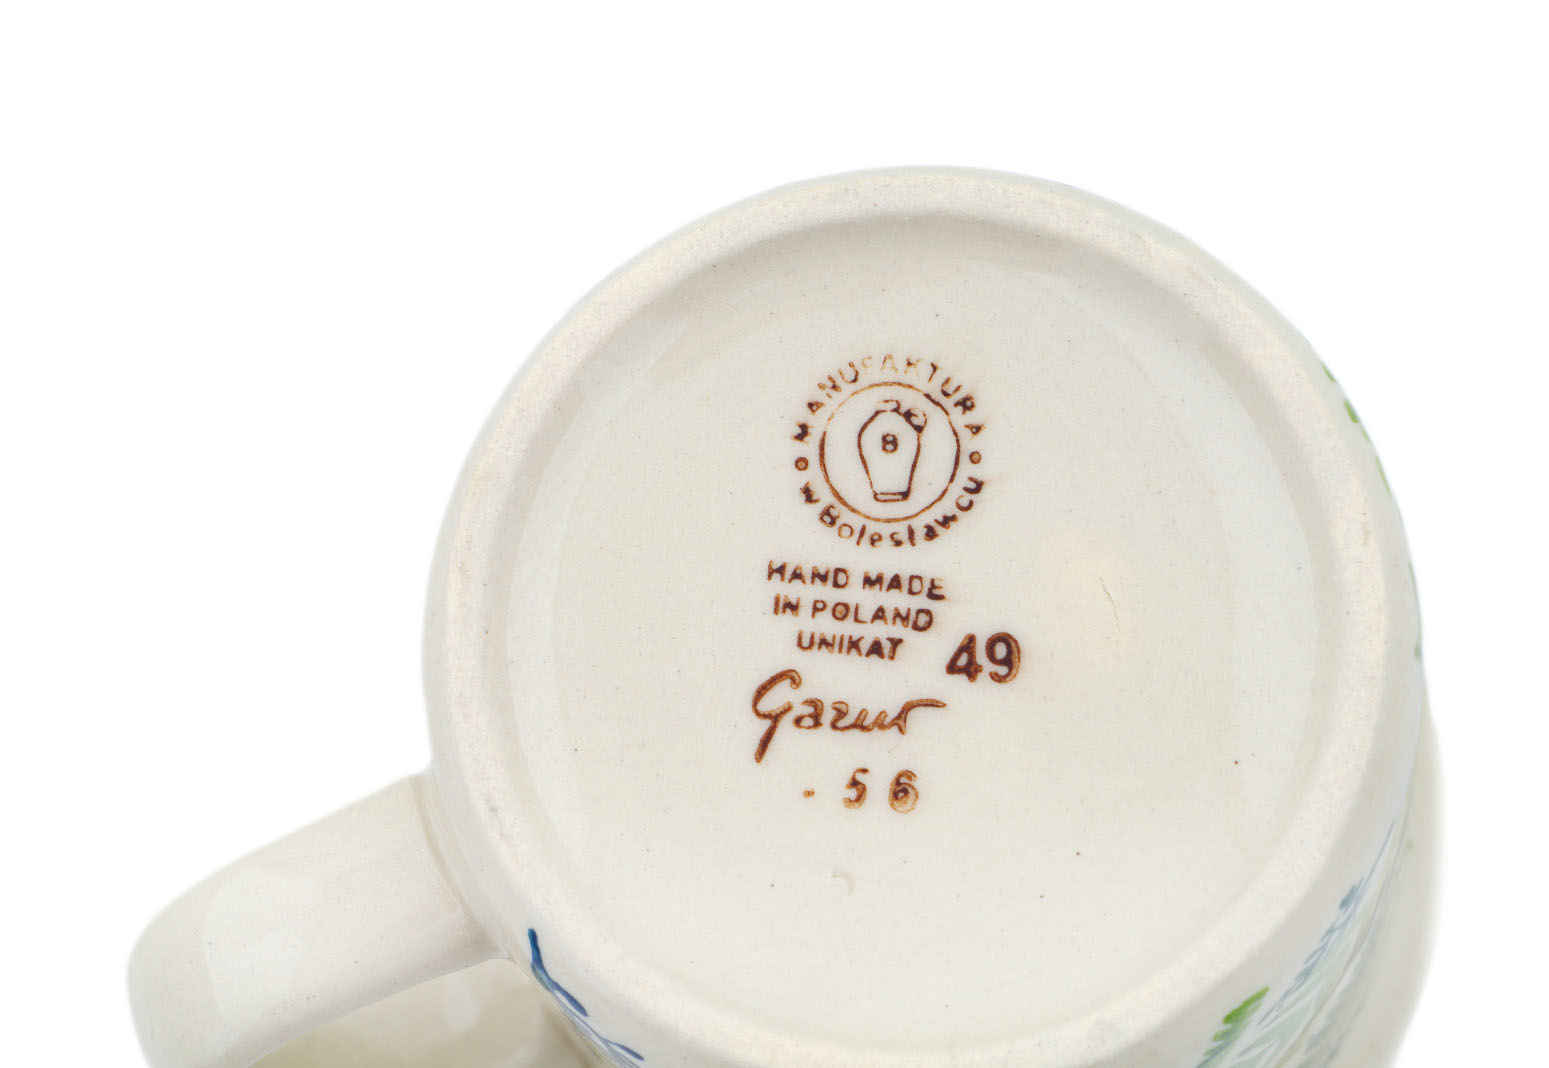 MANUFAKTURA
w Bolesławcu
B
HAND MADE
IN POLAND
UNIKAT 49
Gazur
. 56